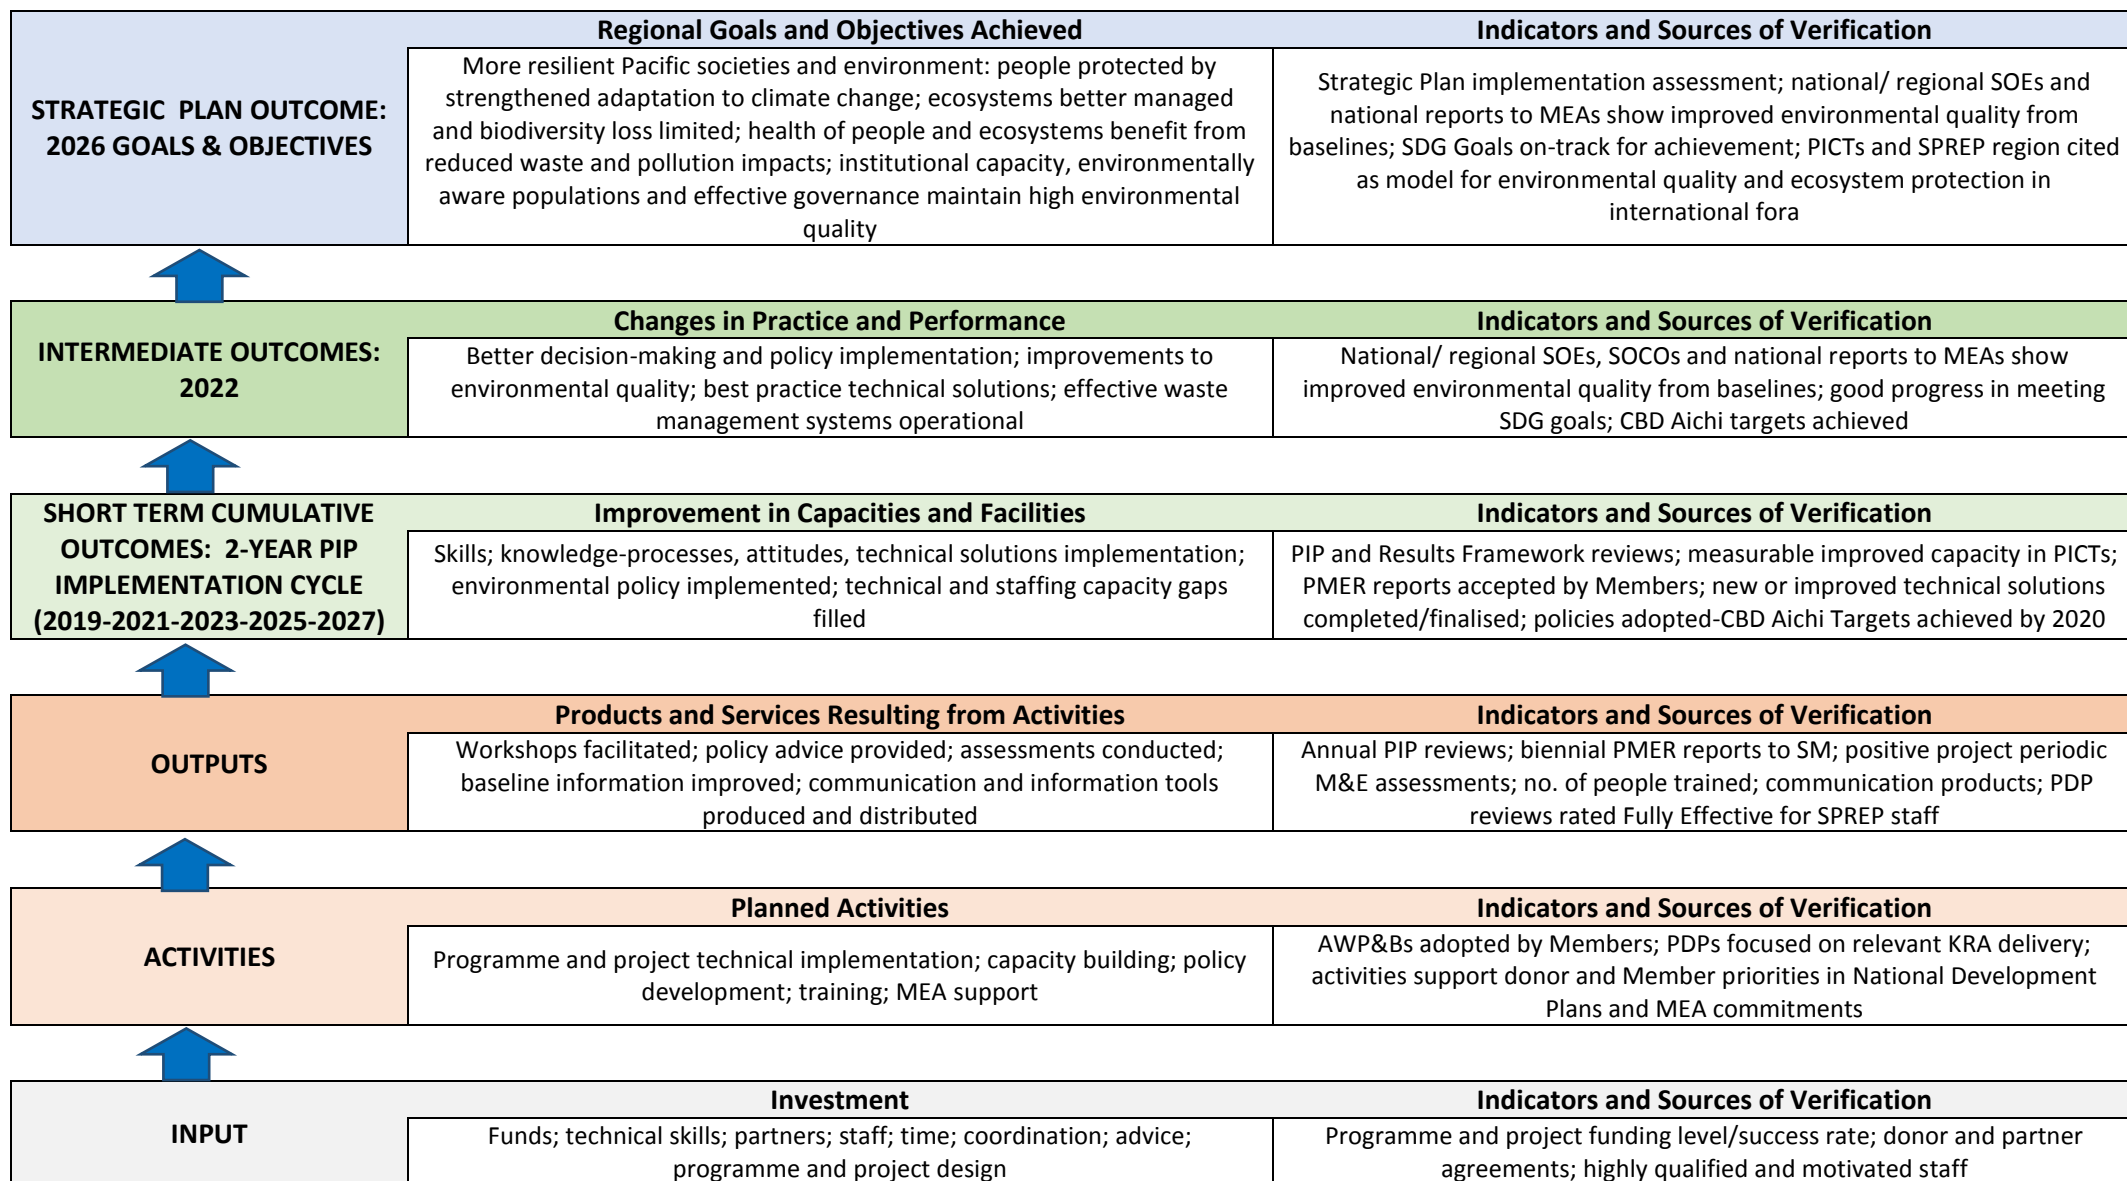 Regional Goals and Objectives Achieved
Indicators and Sources of Verification
STRATEGIC PLAN OUTCOME:
2026 GOALS & OBJECTIVES
More resilient Pacific societies and environment: people protected by
strengthened adaptation to climate change; ecosystems better managed
and biodiversity loss limited; health of people and ecosystems benefit from
reduced waste and pollution impacts; institutional capacity, environmentally
aware populations and effective governance maintain high environmental
quality
Strategic Plan implementation assessment; national/ regional SOEs and
national reports to MEAs show improved environmental quality from
baselines; SDG Goals on-track for achievement; PICTs and SPREP region cited
as model for environmental quality and ecosystem protection in
international fora
Changes in Practice and Performance
Indicators and Sources of Verification
INTERMEDIATE OUTCOMES:
2022
Better decision-making and policy implementation; improvements to
environmental quality; best practice technical solutions; effective waste
management systems operational
National/ regional SOEs, SOCOs and national reports to MEAs show
improved environmental quality from baselines; good progress in meeting
SDG goals; CBD Aichi targets achieved
SHORT TERM CUMULATIVE
OUTCOMES: 2-YEAR PIP
IMPLEMENTATION CYCLE
(2019-2021-2023-2025-2027)
Improvement in Capacities and Facilities
Indicators and Sources of Verification
Skills; knowledge-processes, attitudes, technical solutions implementation;
environmental policy implemented; technical and staffing capacity gaps
filled
PIP and Results Framework reviews; measurable improved capacity in PICTs;
PMER reports accepted by Members; new or improved technical solutions
completed/finalised; policies adopted-CBD Aichi Targets achieved by 2020
Products and Services Resulting from Activities
Indicators and Sources of Verification
OUTPUTS
Workshops facilitated; policy advice provided; assessments conducted;
baseline information improved; communication and information tools
produced and distributed
Annual PIP reviews; biennial PMER reports to SM; positive project periodic
M&E assessments; no. of people trained; communication products; PDP
reviews rated Fully Effective for SPREP staff
Planned Activities
Indicators and Sources of Verification
ACTIVITIES
Programme and project technical implementation; capacity building; policy
development; training; MEA support
AWP&Bs adopted by Members; PDPs focused on relevant KRA delivery;
activities support donor and Member priorities in National Development
Plans and MEA commitments
Investment
Indicators and Sources of Verification
INPUT
Funds; technical skills; partners; staff; time; coordination; advice;
programme and project design
Programme and project funding level/success rate; donor and partner
agreements; highly qualified and motivated staff